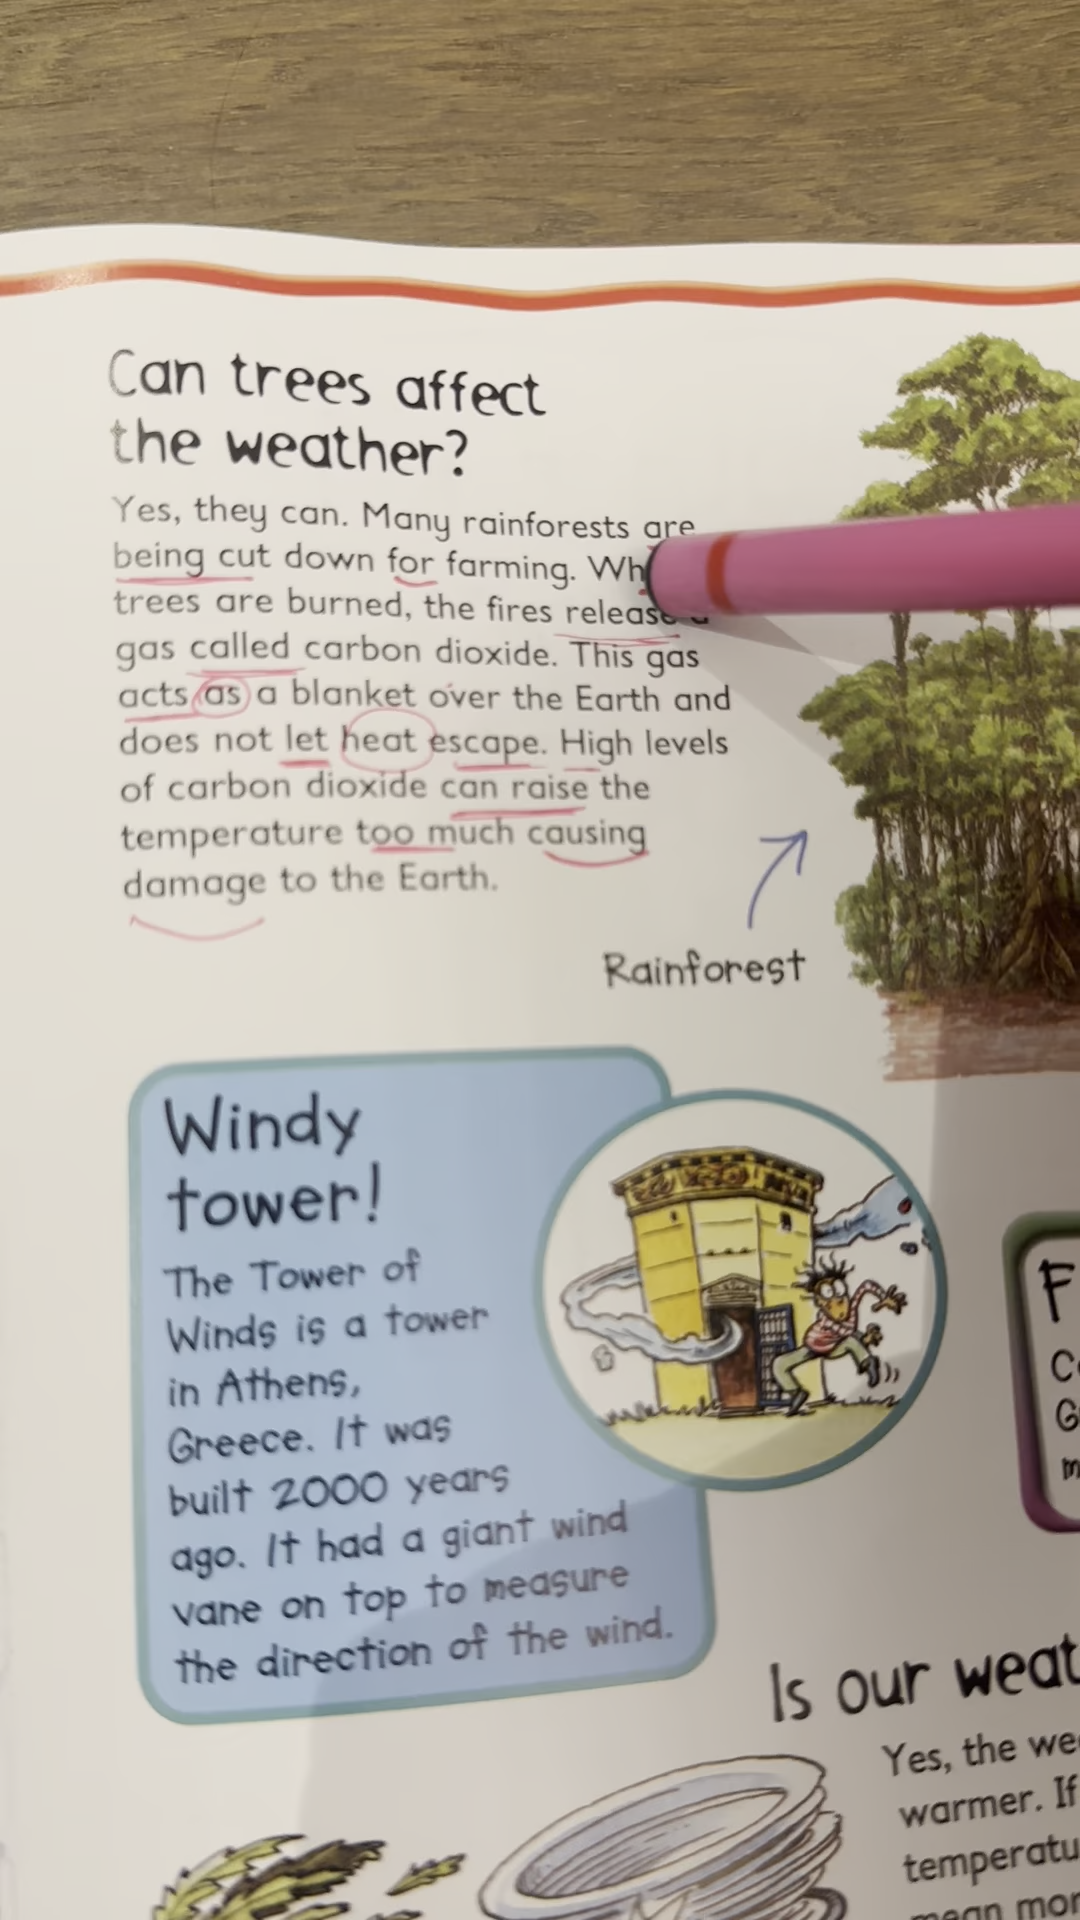 Can trees affect
the weather?
Yes, they can. Many rainforests are
being cut down for farming.
trees are burned, the fires release
gas called carbon dioxide. This gas
acts as a blanket over the Earth and
does not let heat escape. High levels
of carbon dioxide can raise the
temperature too much causing
damage to the Earth.
Rainforest
Windy
tower!
The Tower of
Winds is a tower
in Athens,
Greece. It was
built 2000 years
ago. It had a giant wind
vane on top to measure
the direction of the wind.
Is our
Yes, the
warmer. If